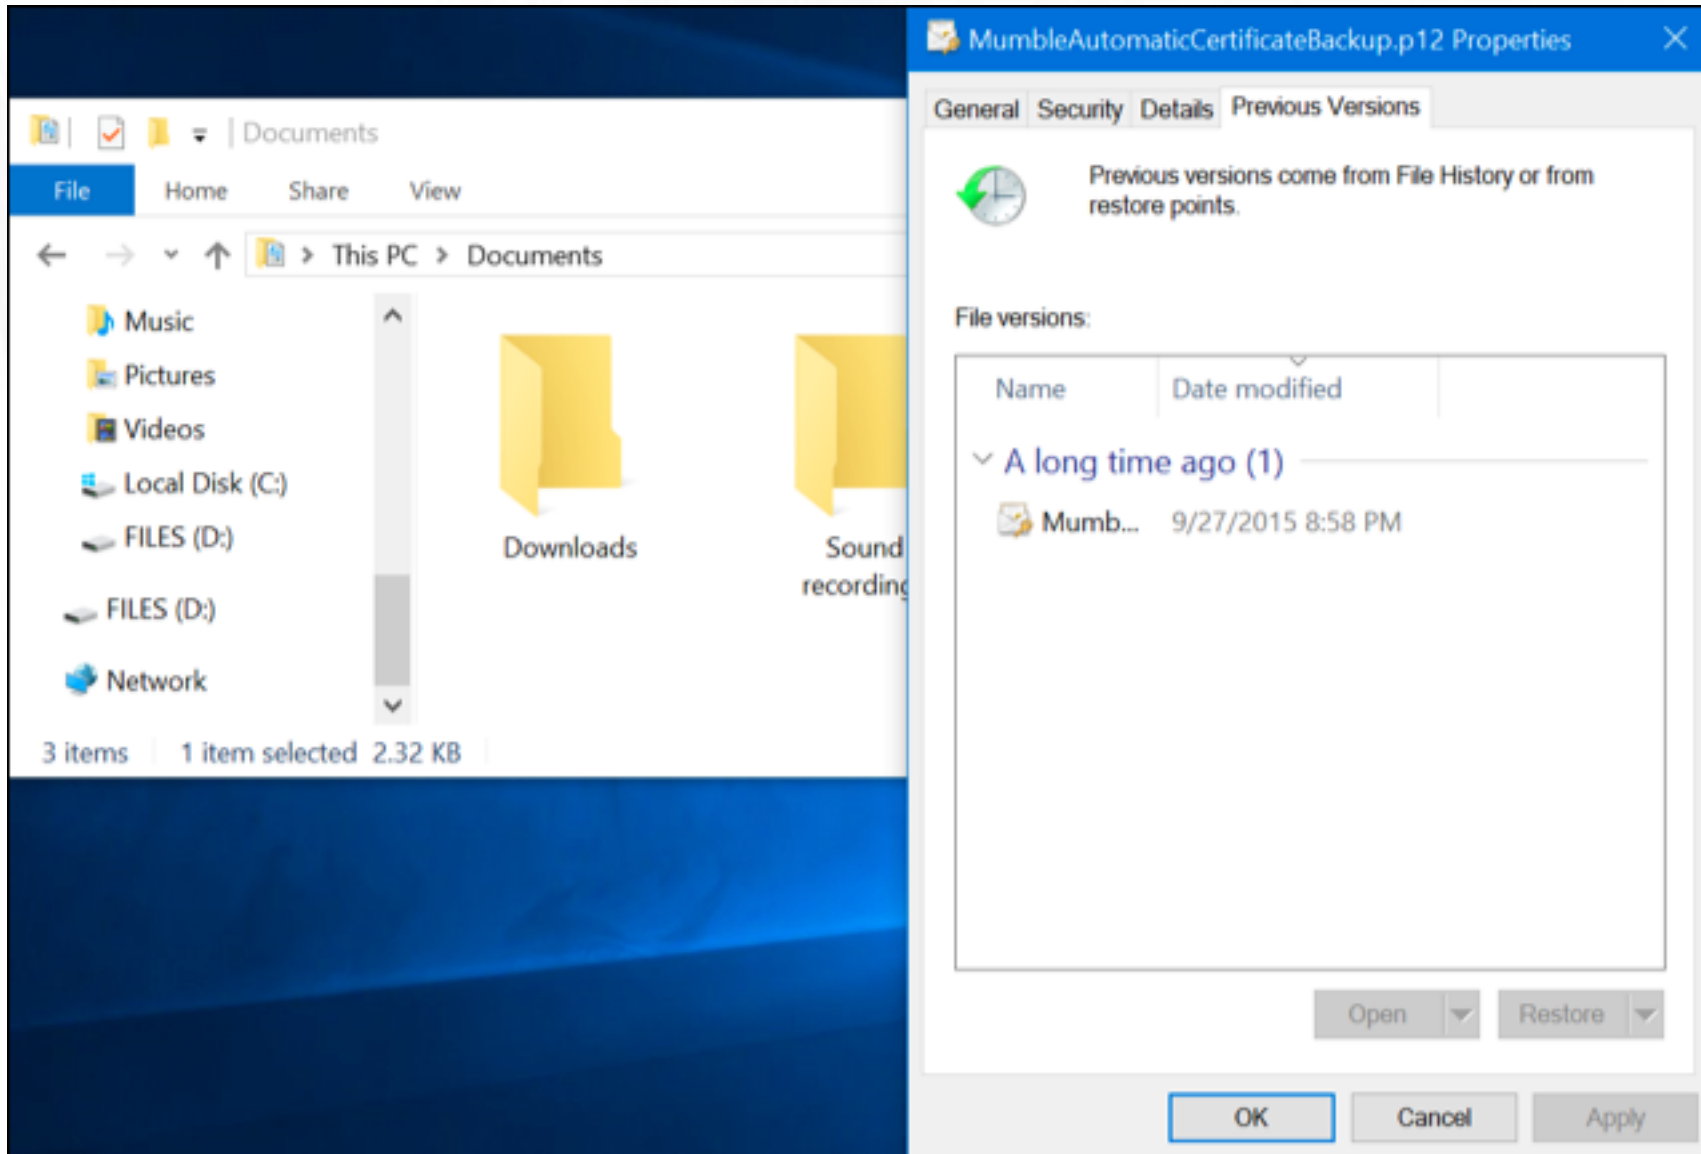 Documents
File Home Share View
This PC > Documents
Music
Pictures
Videos
Local Disk (C:)
FILES (D:)
FILES (D:)
Network
Downloads
Sound
recording
3 items 1 item selected 2.32 KB
MumbleAutomaticCertificateBackup.p12 Properties
General Security Details Previous Versions
Previous versions come from File History or from
restore points.
File versions:
Name Date modified
A long time ago (1)
Mumb... 9/27/2015 8:58 PM
Open Restore
OK Cancel Apply